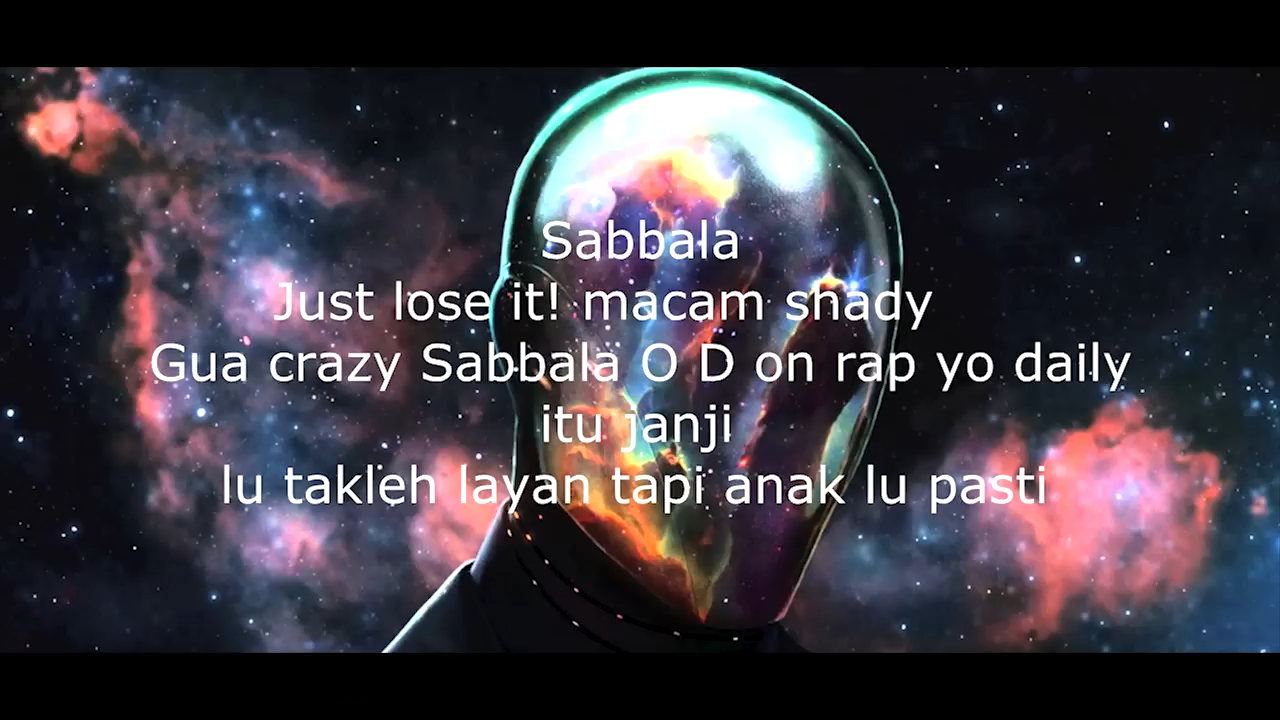 Sabbala
Just lose it! macam shady
Gua crazy Sabbala O D on rap yo daily
itu janji
lu takleh layan tapi anak lu pasti